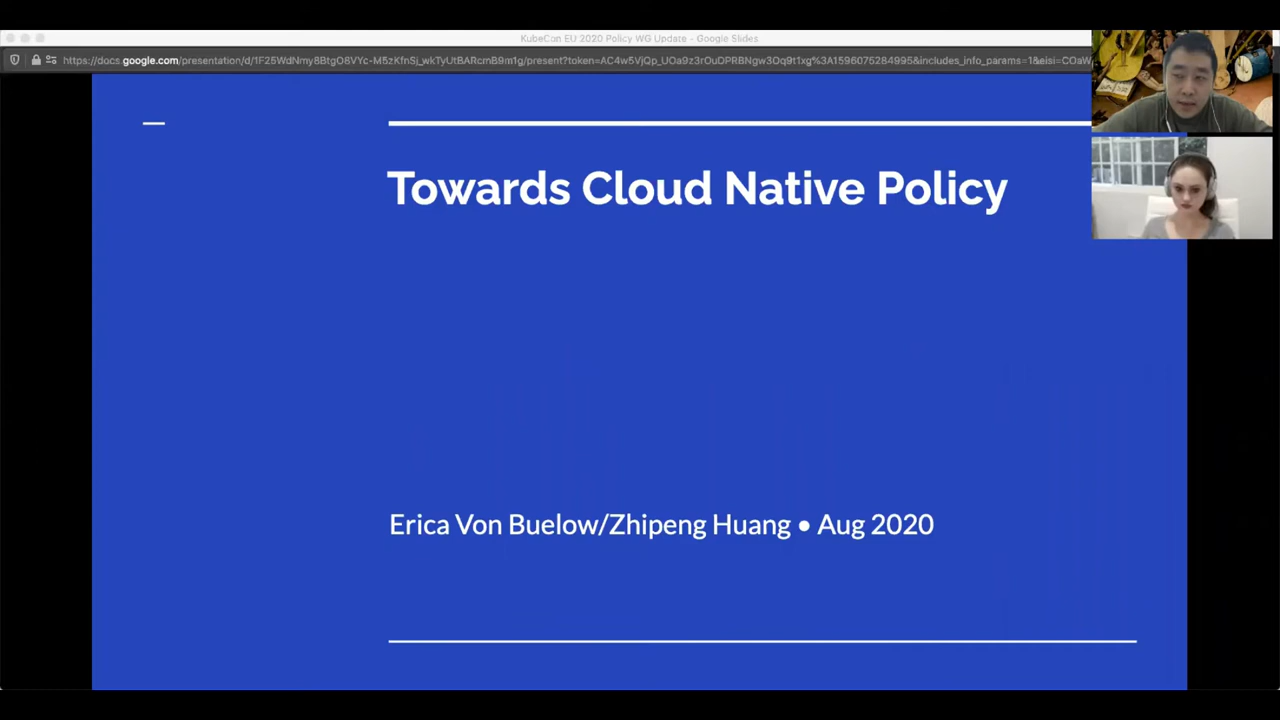 KubeCon EU 2020 Policy WG Update - Google Slides
Towards Cloud Native Policy
Erica Von Buelow/Zhipeng Huang • Aug 2020